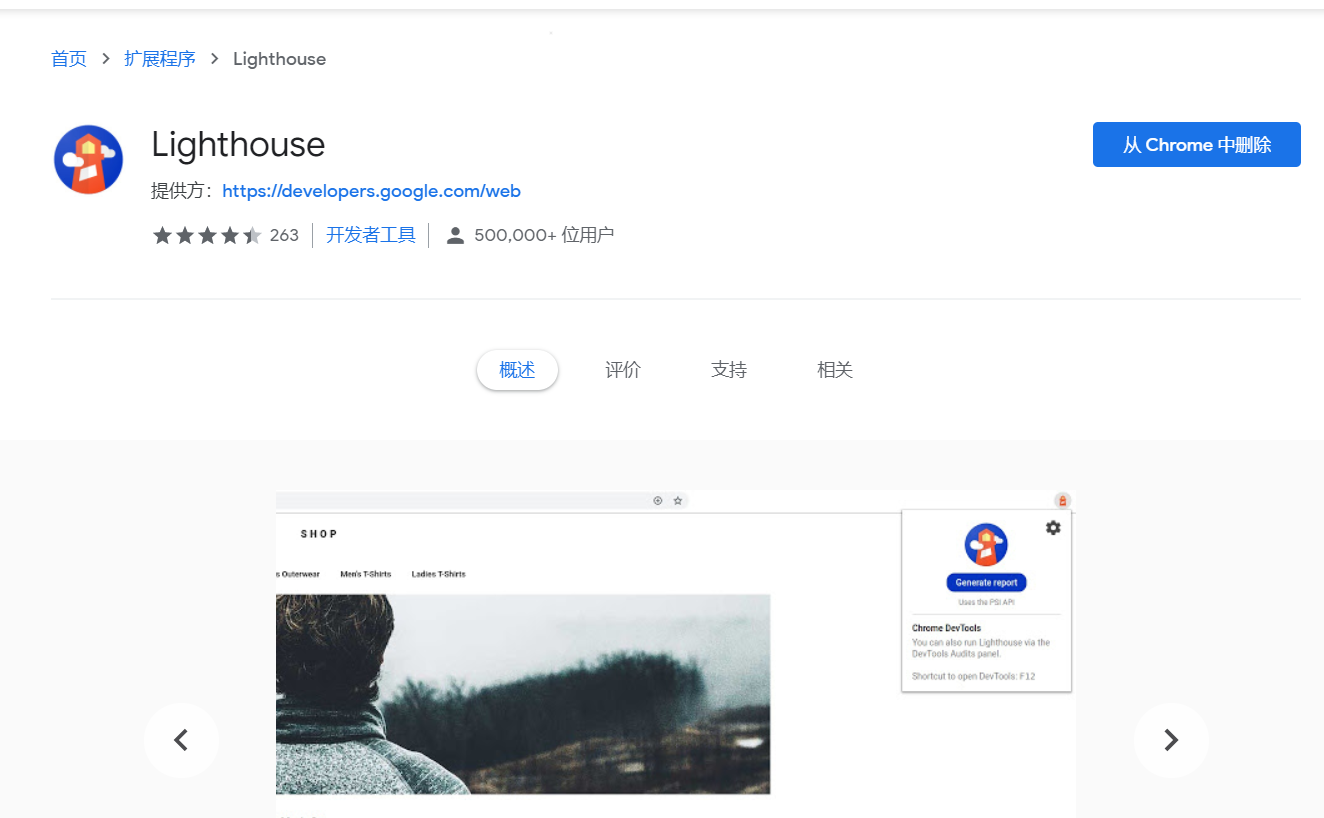 首页 > 扩展程序 > Lighthouse
Lighthouse
从 Chrome 中删除
提供方：https://developers.google.com/web
263 开发者工具 500,000+ 位用户
概述 评价 支持 相关
SHOP
s Outerwear Men's T-Shirts Ladies T-Shirts
Generate report
Uses the PSI API
Chrome DevTools
You can also run Lighthouse via the
DevTools Audits panel.
Shortcut to open DevTools: F12